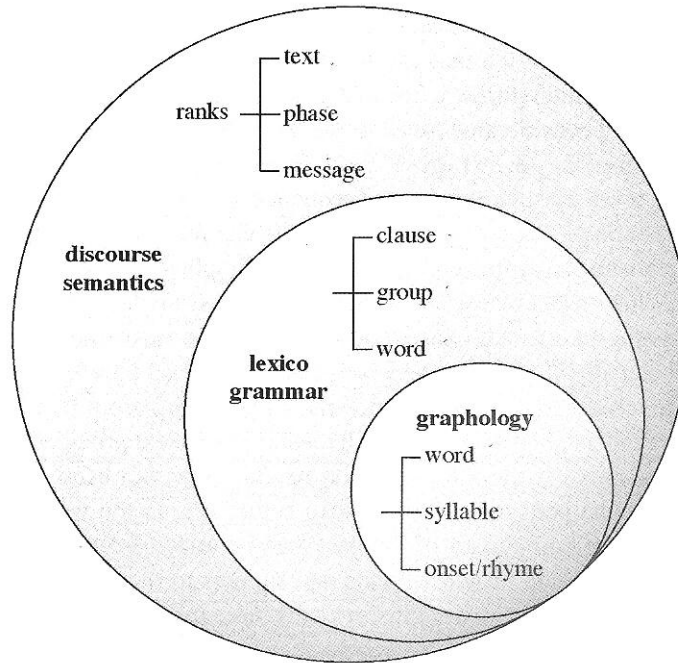 text
ranks
phase
message
discourse
semantics
clause
group
word
lexico
grammar
graphology
word
syllable
onset/rhyme